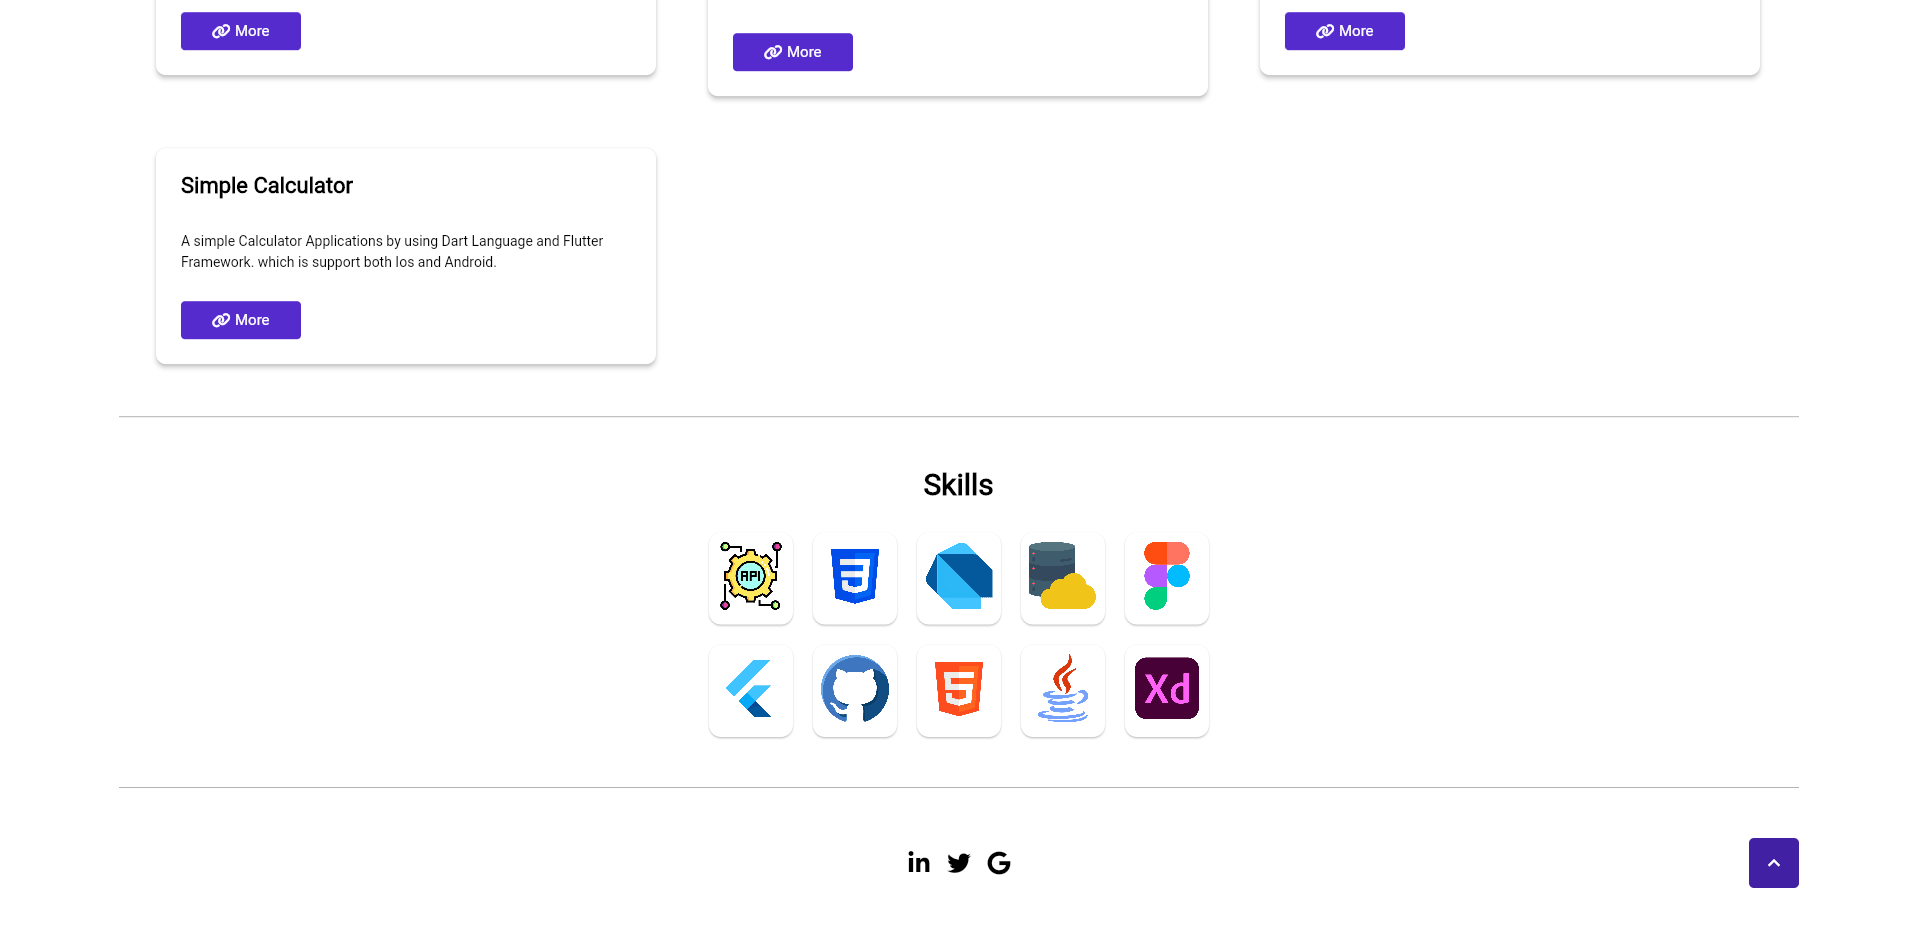 More
More
More
Simple Calculator
A simple Calculator Applications by using Dart Language and Flutter
Framework. which is support both Ios and Android.
More
Skills
API
Xd
in
G